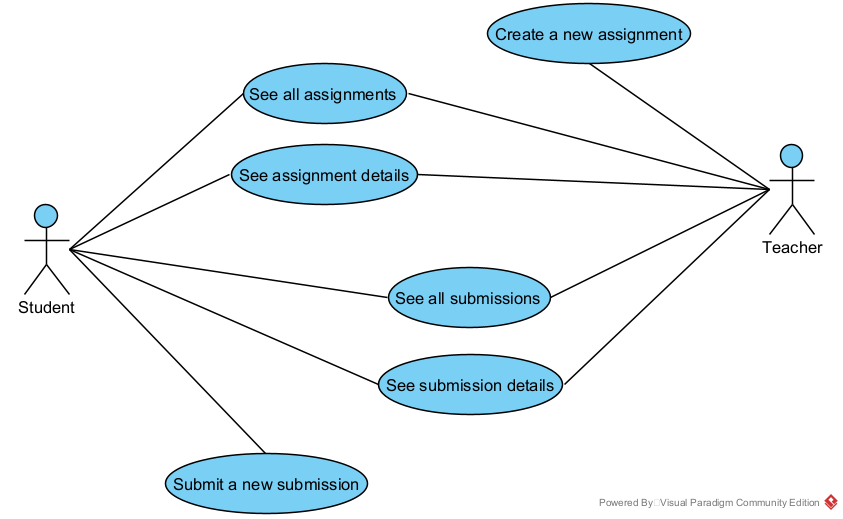 Create a new assignment
See all assignments
See assignment details
Teacher
See all submissions
Student
See submission details
Submit a new submission
Powered By Visual Paradigm Community Edition